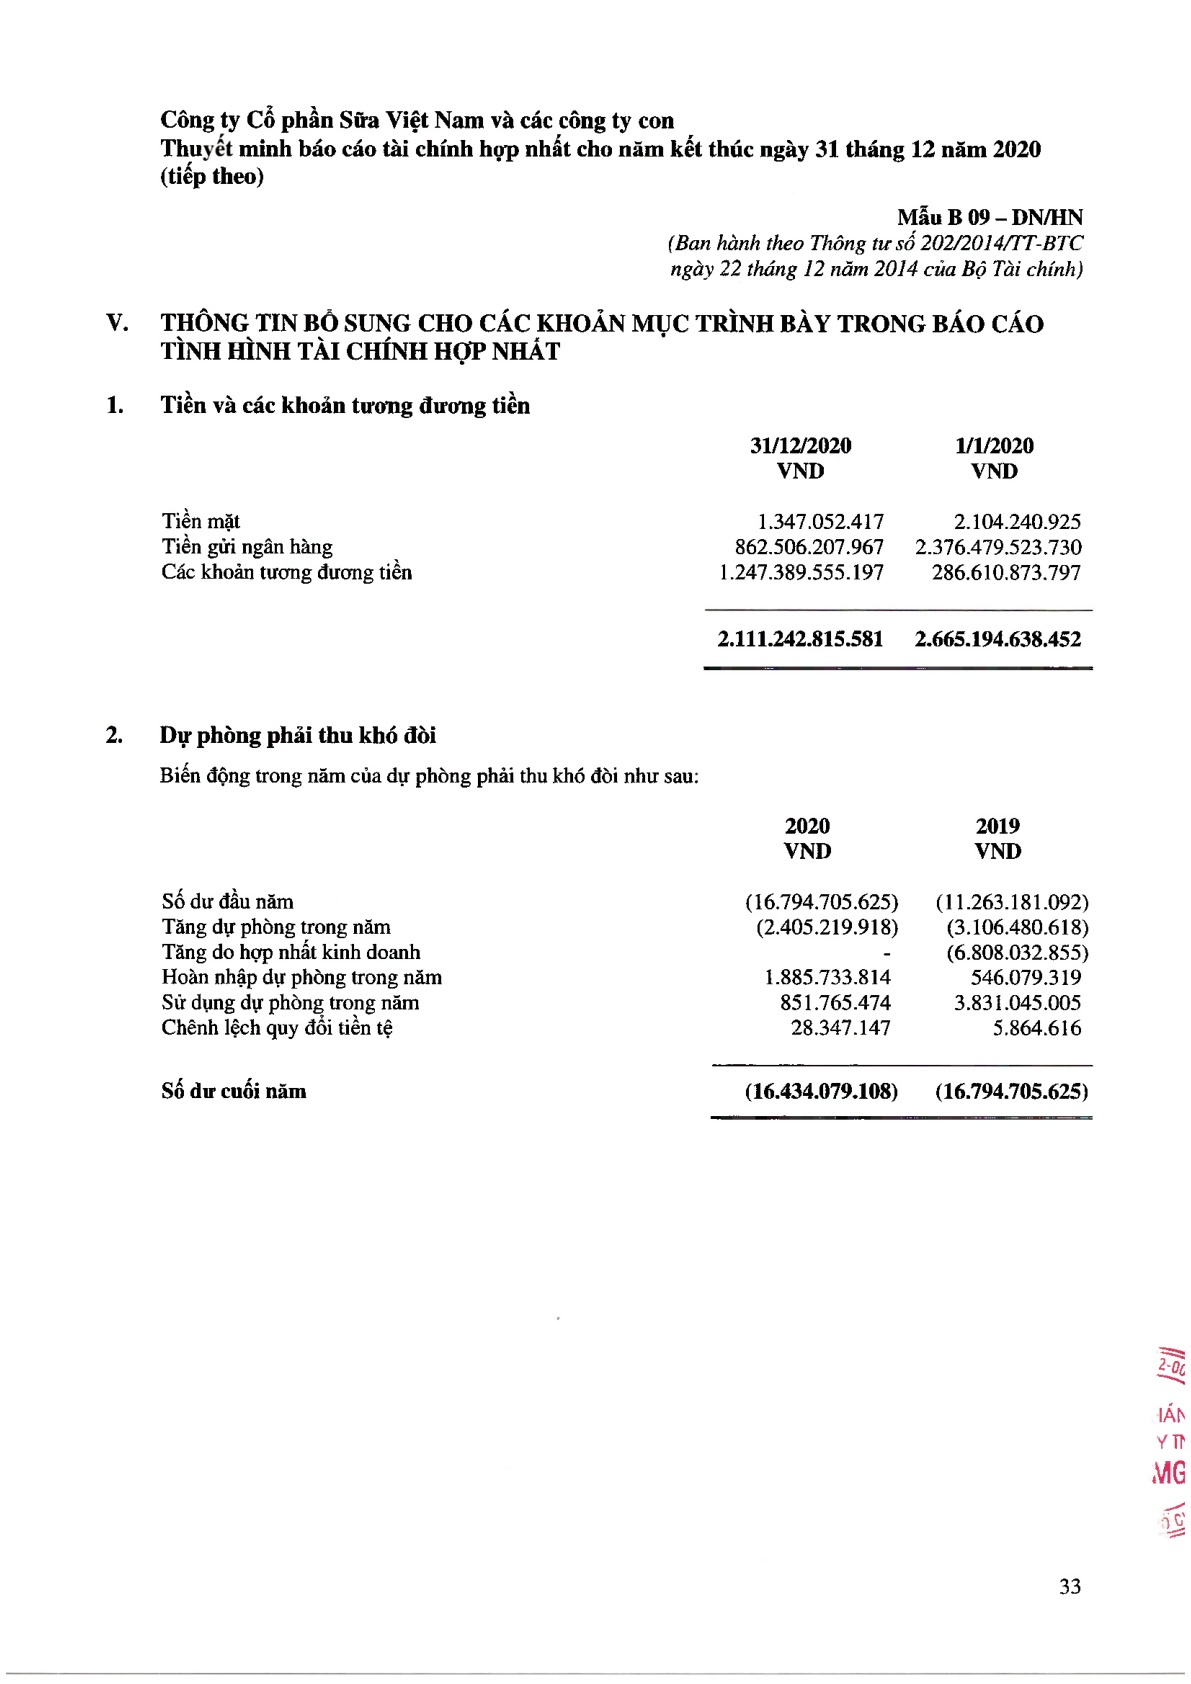 Công ty Cổ phần Sữa Việt Nam và các công ty con
Thuyết minh báo cáo tài chính hợp nhất cho năm kết thúc ngày 31 tháng 12 năm 2020
(tiếp theo)
Mẫu B 09 – DN/HN
(Ban hành theo Thông tư số 202/2014/TT-BTC
ngày 22 tháng 12 năm 2014 của Bộ Tài chính)
V. THÔNG TIN BỔ SUNG CHO CÁC KHOẢN MỤC TRÌNH BÀY TRONG BÁO CÁO
TÌNH HÌNH TÀI CHÍNH HỢP NHẤT
1. Tiền và các khoản tương đương tiền
31/12/2020 1/1/2020
VND VND
Tiền mặt 1.347.052.417 2.104.240.925
Tiền gửi ngân hàng 862.506.207.967 2.376.479.523.730
Các khoản tương đương tiền 1.247.389.555.197 286.610.873.797
2.111.242.815.581 2.665.194.638.452
2. Dự phòng phải thu khó đòi
Biến động trong năm của dự phòng phải thu khó đòi như sau:
2020 2019
VND VND
Số dư đầu năm (16.794.705.625) (11.263.181.092)
Tăng dự phòng trong năm (2.405.219.918) (3.106.480.618)
Tăng do hợp nhất kinh doanh - (6.808.032.855)
Hoàn nhập dự phòng trong năm 1.885.733.814 546.079.319
Sử dụng dự phòng trong năm 851.765.474 3.831.045.005
Chênh lệch quy đổi tiền tệ 28.347.147 5.864.616
Số dư cuối năm (16.434.079.108) (16.794.705.625)
Y TN
MG
33